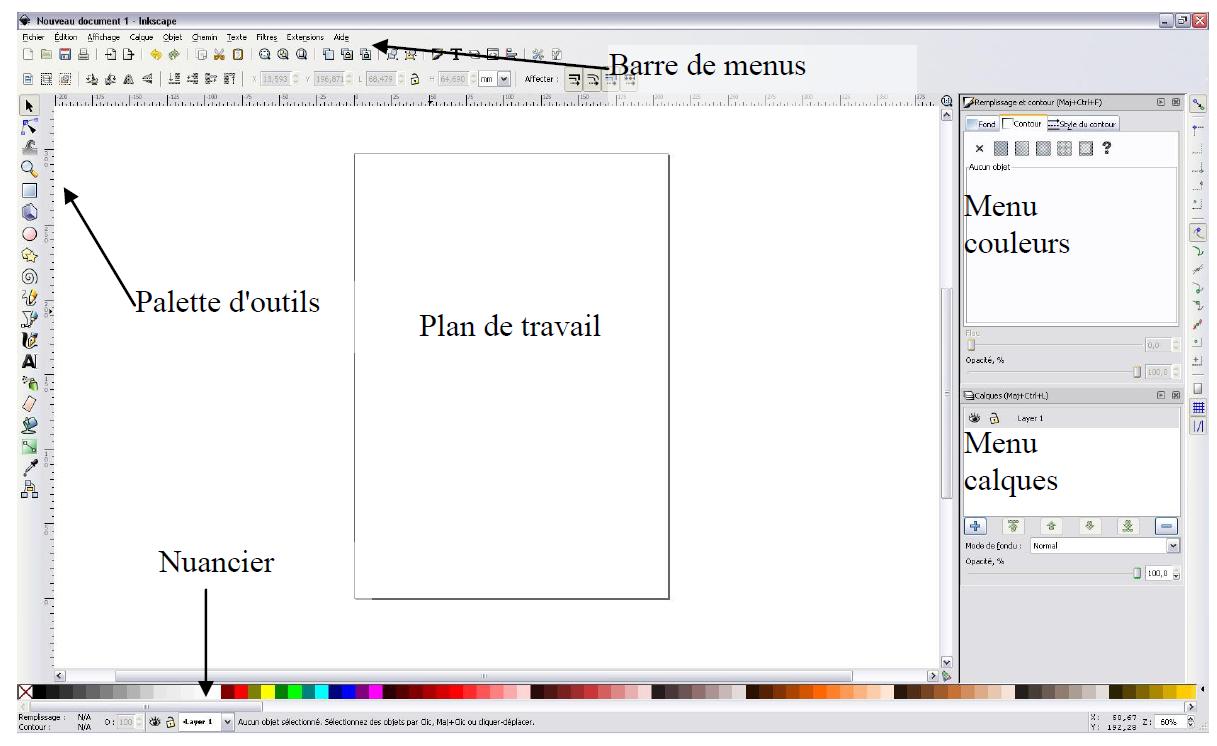 Nouveau document 1 - Inkscape
Fichier Édition Affichage Calque Objet Chemin Texte Filtres Extensions Aide
Barre de menus
X 13,593 Y 196,871 L 68,479 H 64,690 mm Affecter :
Remplissage et contour (Maj+Ctrl+F)
Fond Contour Style du contour
?
Aucun objet
Menu
couleurs
Palette d'outils
Plan de travail
Flou
0,0
Opacité, %
100,0
Calques (Maj+Ctrl+L)
Layer 1
Menu
calques
Mode de fondu : Normal
Opacité, %
100,0
Nuancier
Remplissage : N/A
Contour : N/A
O: 100
Layer 1
Aucun objet sélectionné. Sélectionnez des objets par Clic, Maj+Clic ou cliquer-déplacer.
X: 50,67
Y: 192,28
Z: 60%